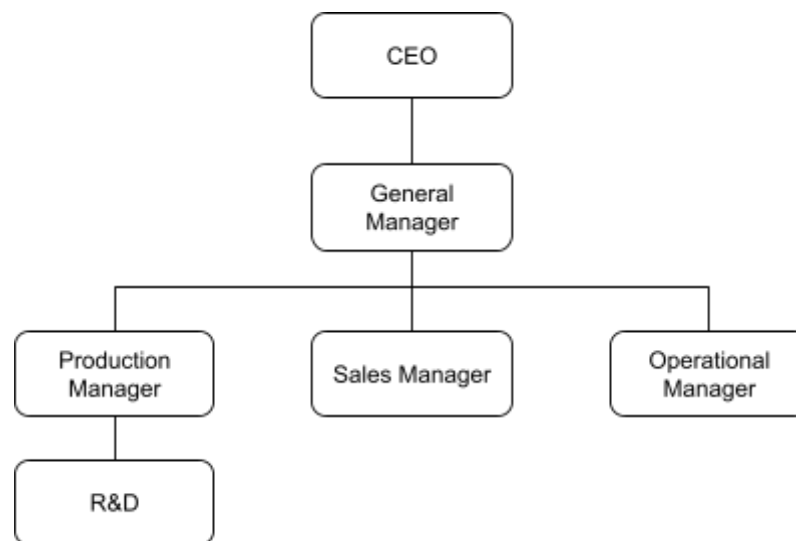 CEO
General
Manager
Production
Manager
Sales Manager
Operational
Manager
R&D